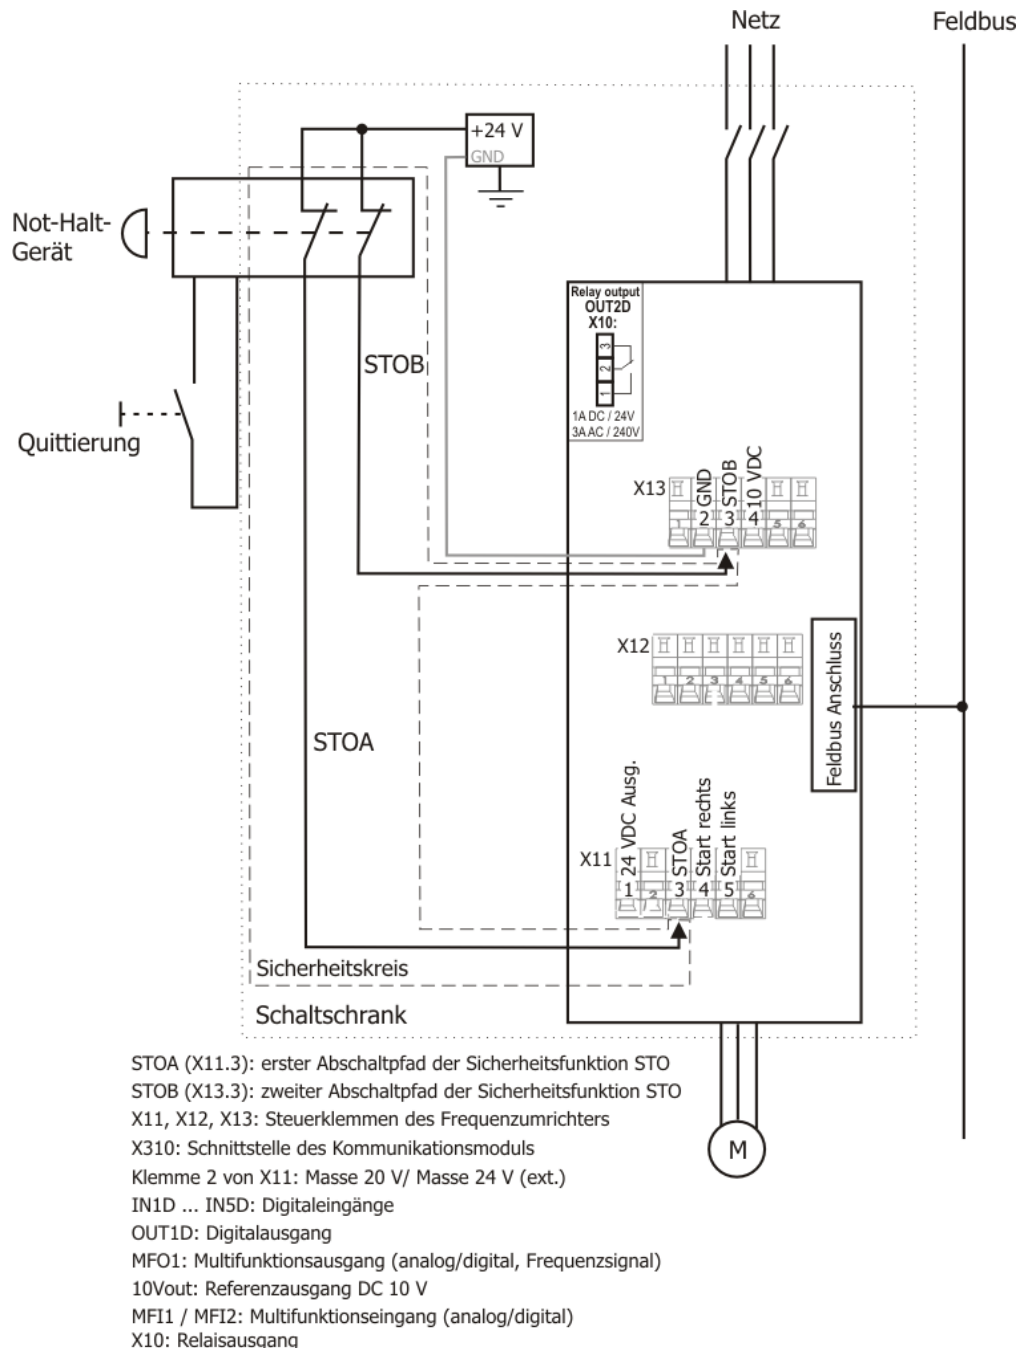 Netz
Feldbus
+24 V
GND
Not-Halt-
Gerät
Relay output
OUT2D
X10:
3
2
1
1A DC / 24V
3A AC / 240V
STOB
Quittierung
X13
1
2 GND
3 STOB
4 10 VDC
5
6
X12
1
2
3
4
5
6
Feldbus Anschluss
STOA
X11
1 24 VDC Ausg.
2
3 STOA
4 Start rechts
5 Start links
6
Sicherheitskreis
Schaltschrank
M
STOA (X11.3): erster Abschaltpfad der Sicherheitsfunktion STO
STOB (X13.3): zweiter Abschaltpfad der Sicherheitsfunktion STO
X11, X12, X13: Steuerklemmen des Frequenzumrichters
X310: Schnittstelle des Kommunikationsmoduls
Klemme 2 von X11: Masse 20 V/ Masse 24 V (ext.)
IN1D ... IN5D: Digitaleingänge
OUT1D: Digitalausgang
MFO1: Multifunktionsausgang (analog/digital, Frequenzsignal)
10Vout: Referenzausgang DC 10 V
MFI1 / MFI2: Multifunktionseingang (analog/digital)
X10: Relaisausgang